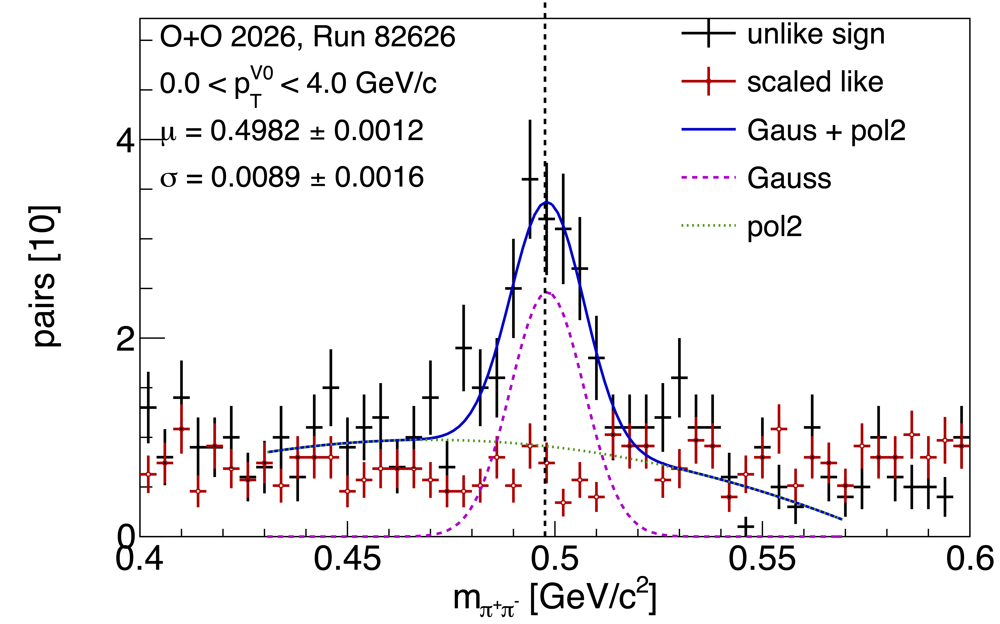 O+O 2026, Run 82626
0.0 < p_T^V0 < 4.0 GeV/c
μ = 0.4982 ± 0.0012
σ = 0.0089 ± 0.0016
unlike sign
scaled like
Gaus + pol2
Gauss
pol2
pairs [10]
4
2
0
0.4 0.45 0.5 0.55 0.6
m_π⁺π⁻ [GeV/c²]